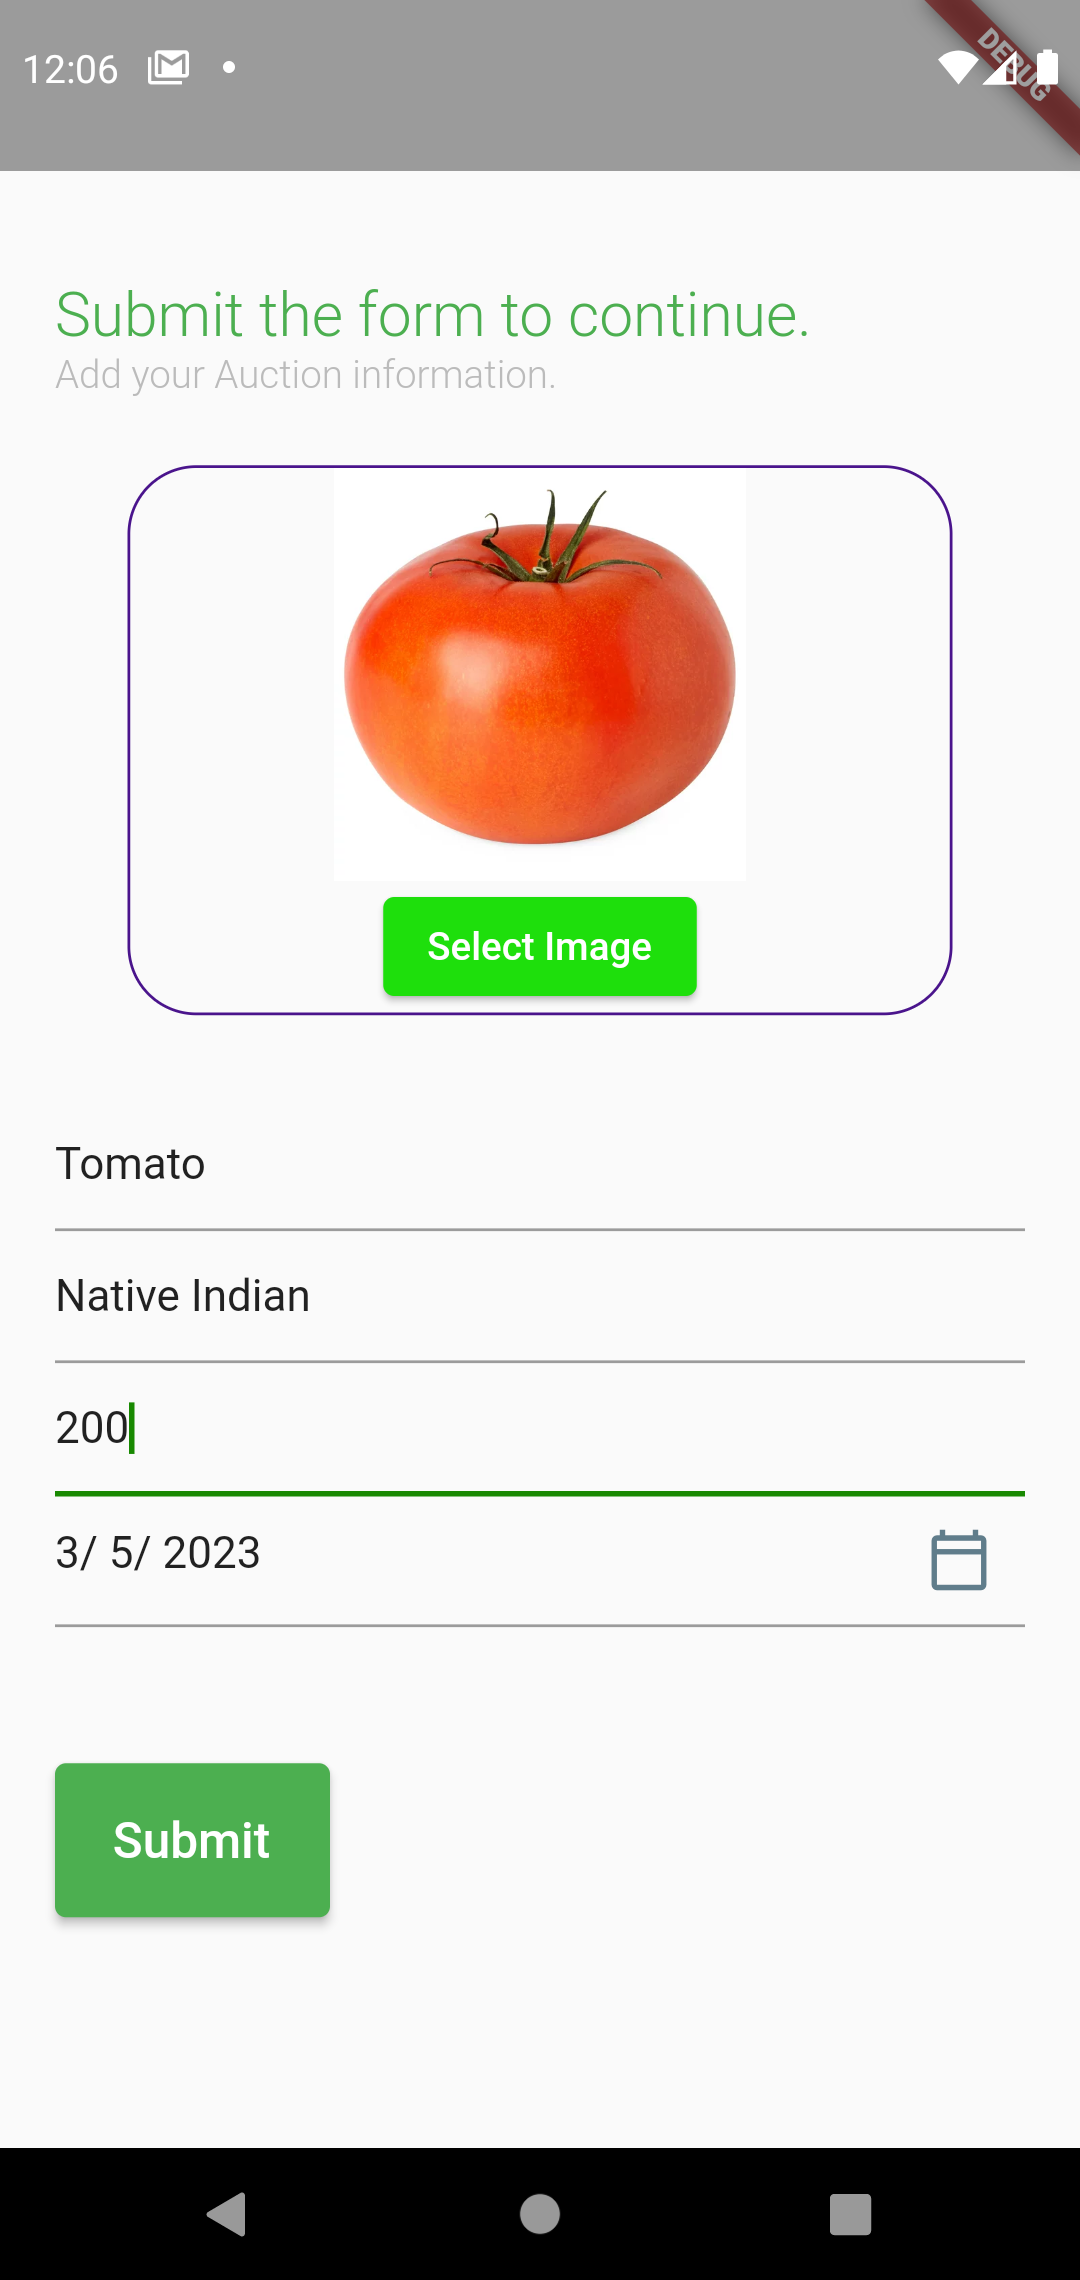 12:06
DEBUG
Submit the form to continue.
Add your Auction information.
Select Image
Tomato
Native Indian
200
3/ 5/ 2023
Submit